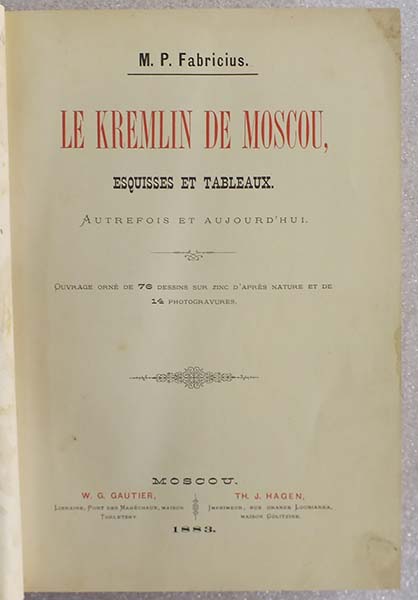 M. P. Fabricius.
LE KREMLIN DE MOSCOU,
ESQUISSES ET TABLEAUX.
AUTREFOIS ET AUJOURD'HUI.
OUVRAGE ORNÉ DE 76 DESSINS SUR ZINC D'APRÈS NATURE ET DE
14 PHOTOGRAVURES.
MOSCOU.
W. G. GAUTIER,
LIBRAIRE, PONT DES MARÉCHAUX, MAISON
TORLETZKY.
TH. J. HAGEN,
IMPRIMEUR, RUE GRANDE LOUBIANKA,
MAISON GOLITZINE.
1883.